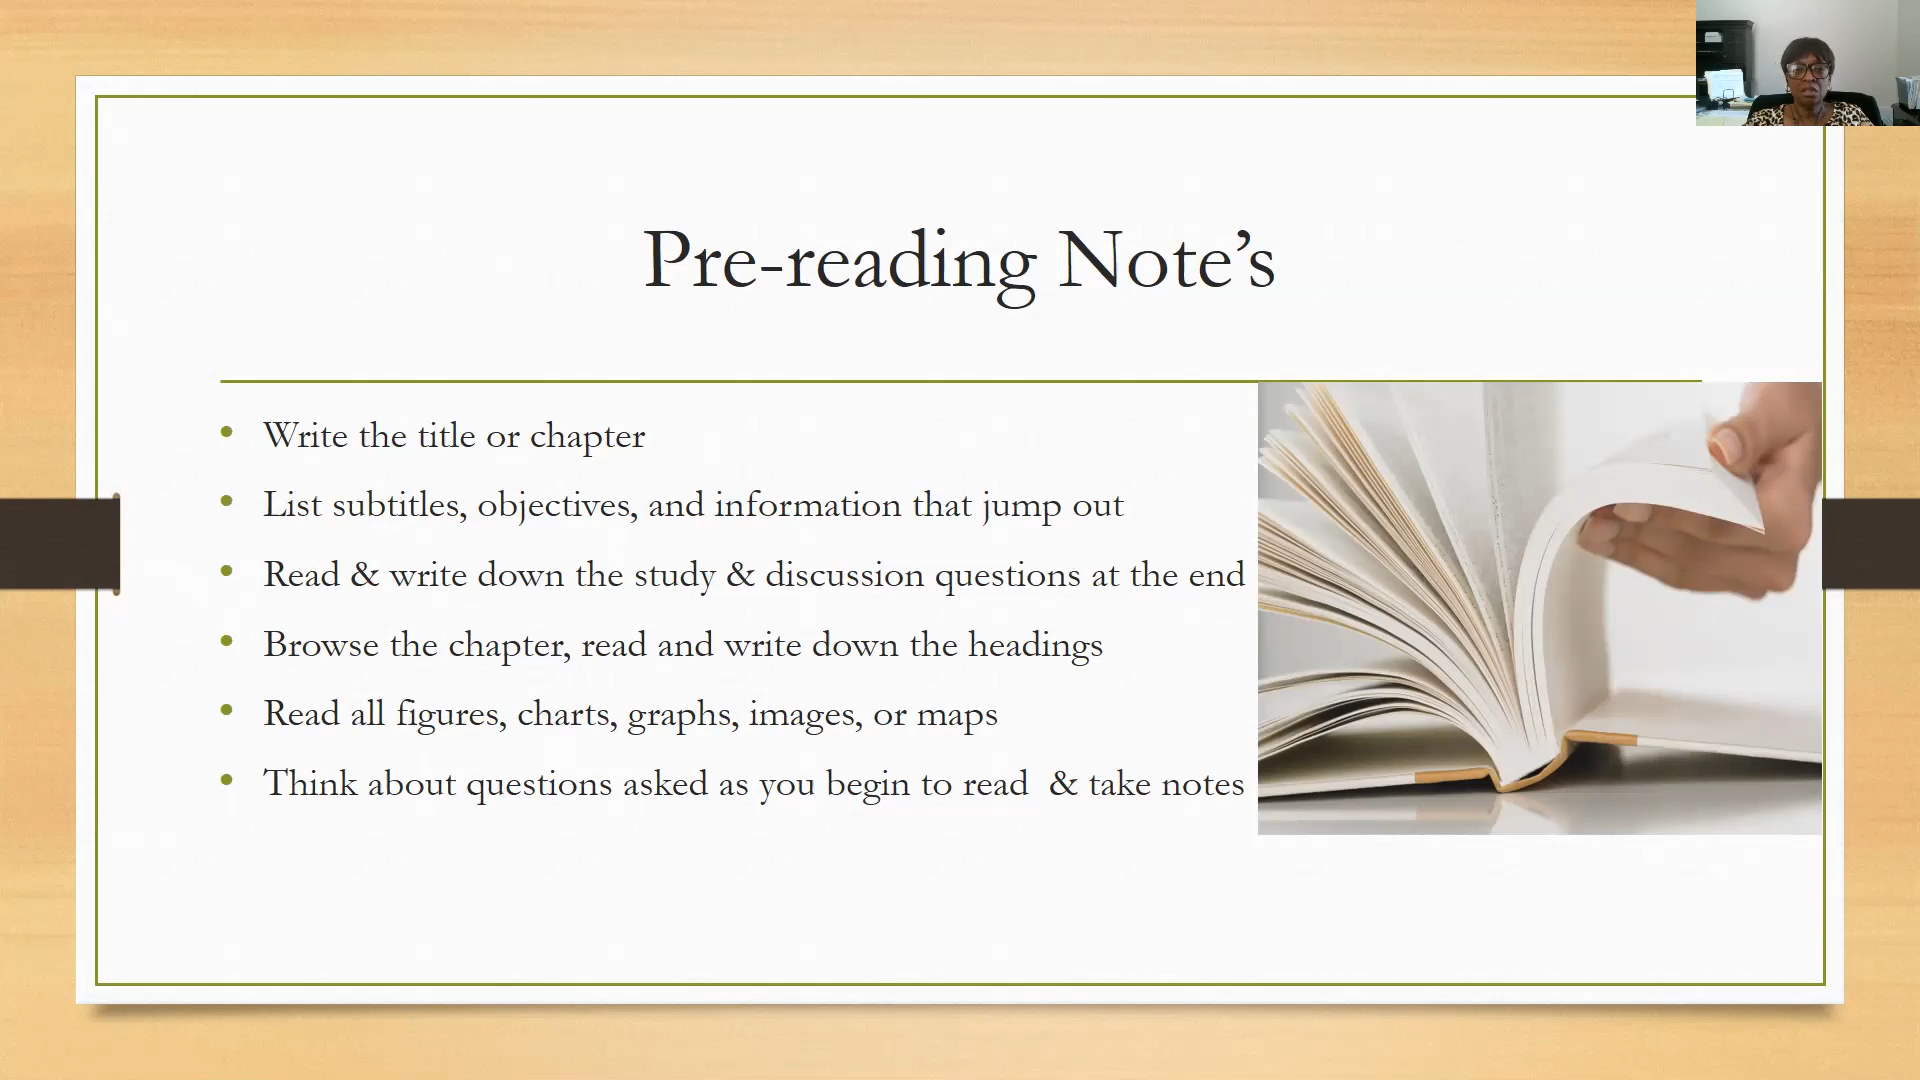 Pre-reading Note’s
• Write the title or chapter
• List subtitles, objectives, and information that jump out
• Read & write down the study & discussion questions at the end
• Browse the chapter, read and write down the headings
• Read all figures, charts, graphs, images, or maps
• Think about questions asked as you begin to read  & take notes